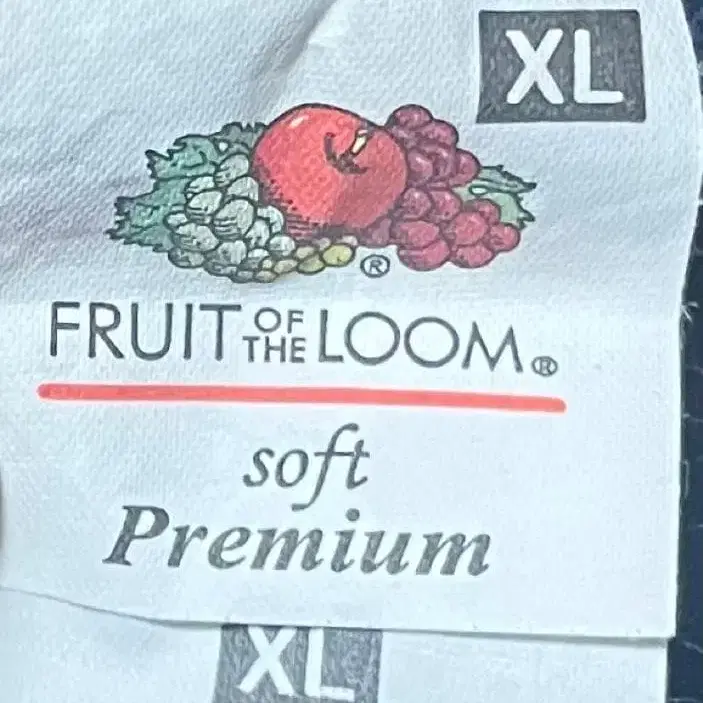 XL
®
FRUIT OF THE LOOM®
soft
Premium
XL